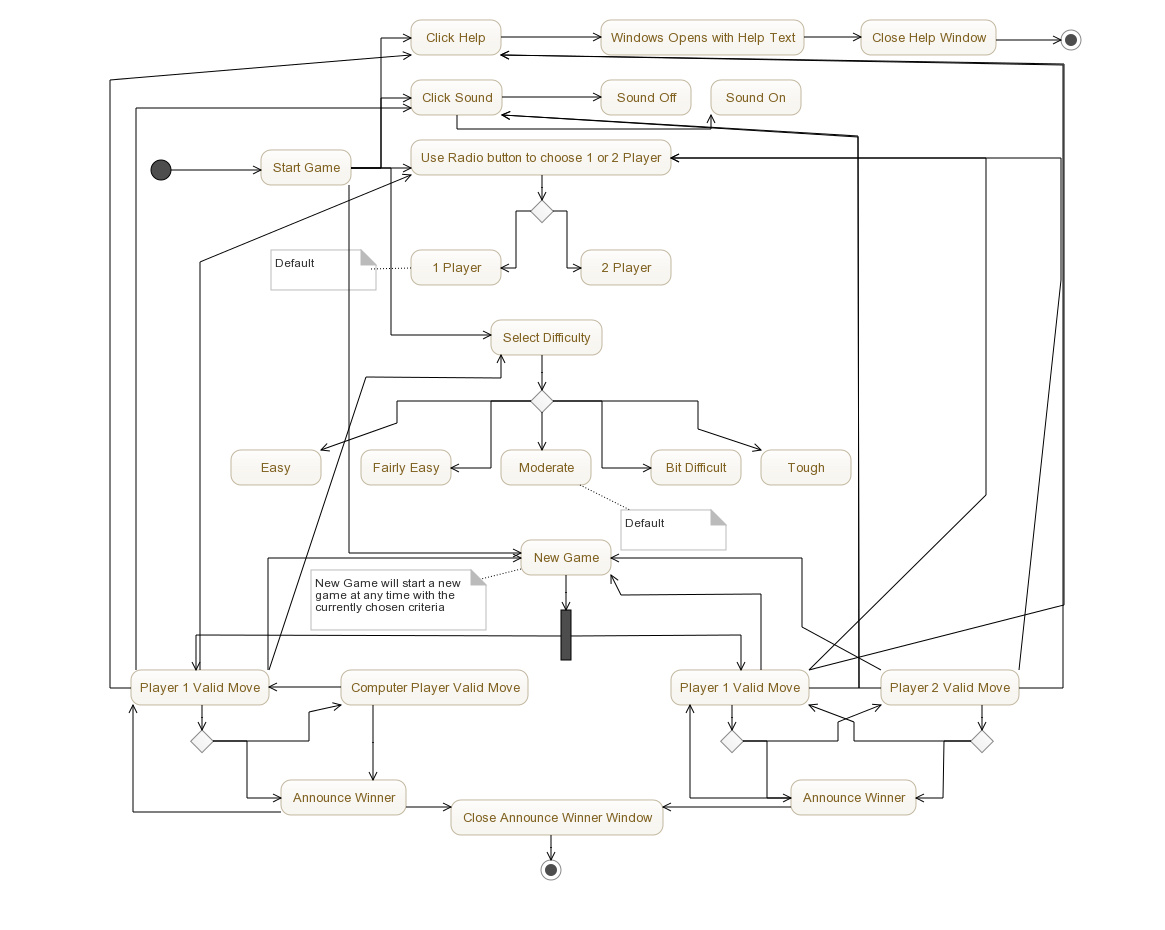 Click Help
Windows Opens with Help Text
Close Help Window
Click Sound
Sound Off
Sound On
Start Game
Use Radio button to choose 1 or 2 Player
Default
1 Player
2 Player
Select Difficulty
Easy
Fairly Easy
Moderate
Bit Difficult
Tough
Default
New Game
New Game will start a new
game at any time with the
currently chosen criteria
Player 1 Valid Move
Computer Player Valid Move
Player 1 Valid Move
Player 2 Valid Move
Announce Winner
Announce Winner
Close Announce Winner Window